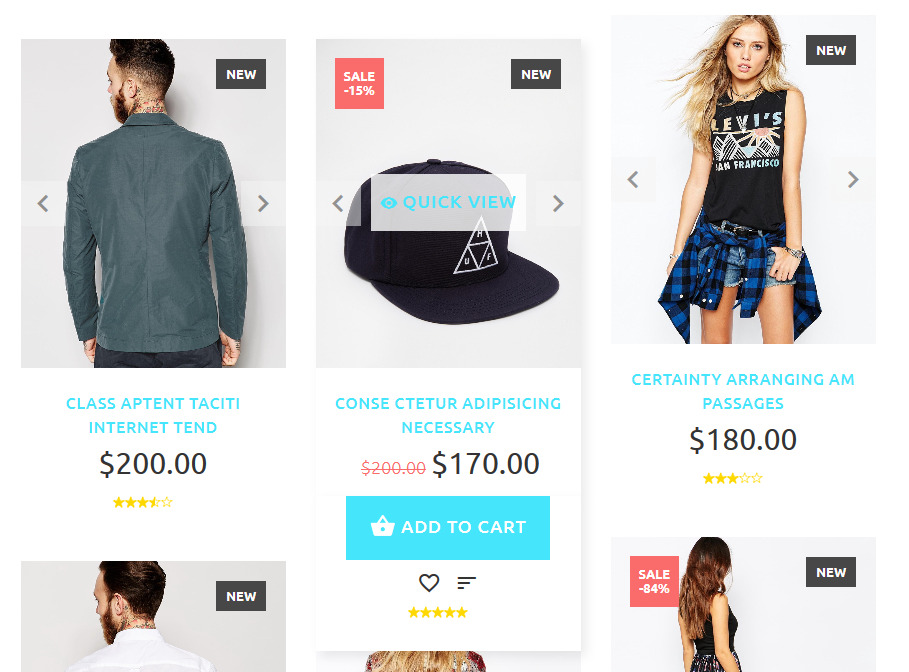 NEW
CLASS APTENT TACITI
INTERNET TEND
$200.00
NEW
SALE
-15%
NEW
QUICK VIEW
H
U F
CONSE CTETUR ADIPISICING
NECESSARY
$200.00 $170.00
ADD TO CART
NEW
LEVI'S
SAN FRANCISCO
CERTAINTY ARRANGING AM
PASSAGES
$180.00
SALE
-84%
NEW